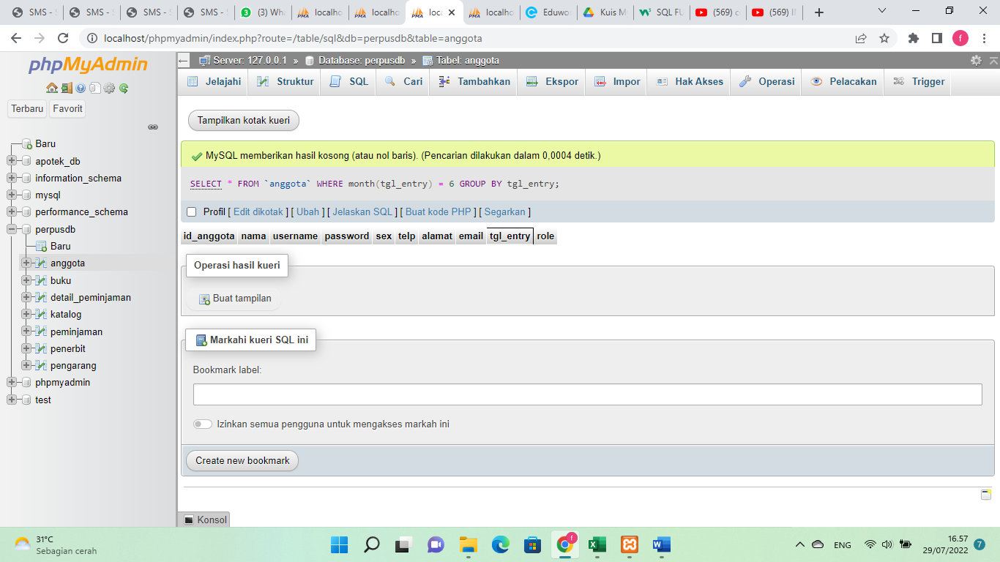 SMS -
SMS -
SMS -
SMS -
(3) Wha
localho
localho
loca
localho
Eduwo
Kuis M
SQL FU
(569) c
(569) II
localhost/phpmyadmin/index.php?route=/table/sql&db=perpusdb&table=anggota
f
phpMyAdmin
Terbaru
Favorit
Baru
apotek_db
information_schema
mysql
performance_schema
perpusdb
Baru
anggota
buku
detail_peminjaman
katalog
peminjaman
penerbit
pengarang
phpmyadmin
test
Server: 127.0.0.1 » Database: perpusdb » Tabel: anggota
Jelajahi Struktur SQL Cari Tambahkan Ekspor Impor Hak Akses Operasi Pelacakan Trigger
Tampilkan kotak kueri
MySQL memberikan hasil kosong (atau nol baris). (Pencarian dilakukan dalam 0,0004 detik.)
SELECT * FROM `anggota` WHERE month(tgl_entry) = 6 GROUP BY tgl_entry;
Profil [ Edit dikotak ] [ Ubah ] [ Jelaskan SQL ] [ Buat kode PHP ] [ Segarkan ]
id_anggota nama username password sex telp alamat email tgl_entry role
Operasi hasil kueri
Buat tampilan
Markahi kueri SQL ini
Bookmark label:
Izinkan semua pengguna untuk mengakses markah ini
Create new bookmark
Konsol
31°C
Sebagian cerah
ENG
16.57
29/07/2022
7